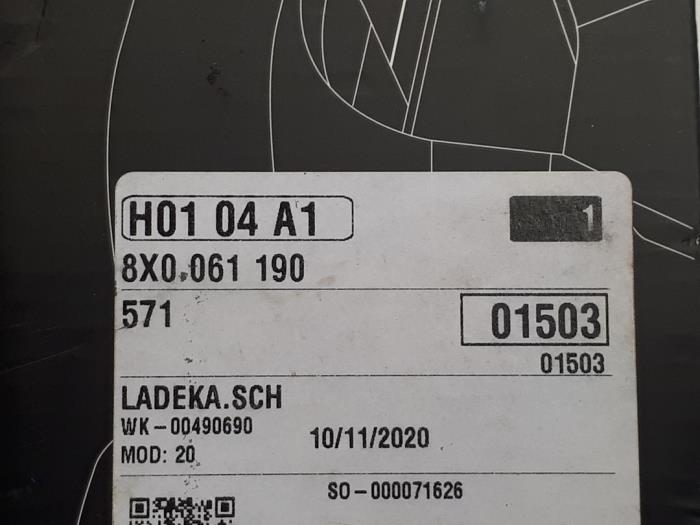 H01 04 A1
1
8X0.061 190
571
01503
01503
LADEKA.SCH
WK-00490690
10/11/2020
MOD: 20
SO-000071626